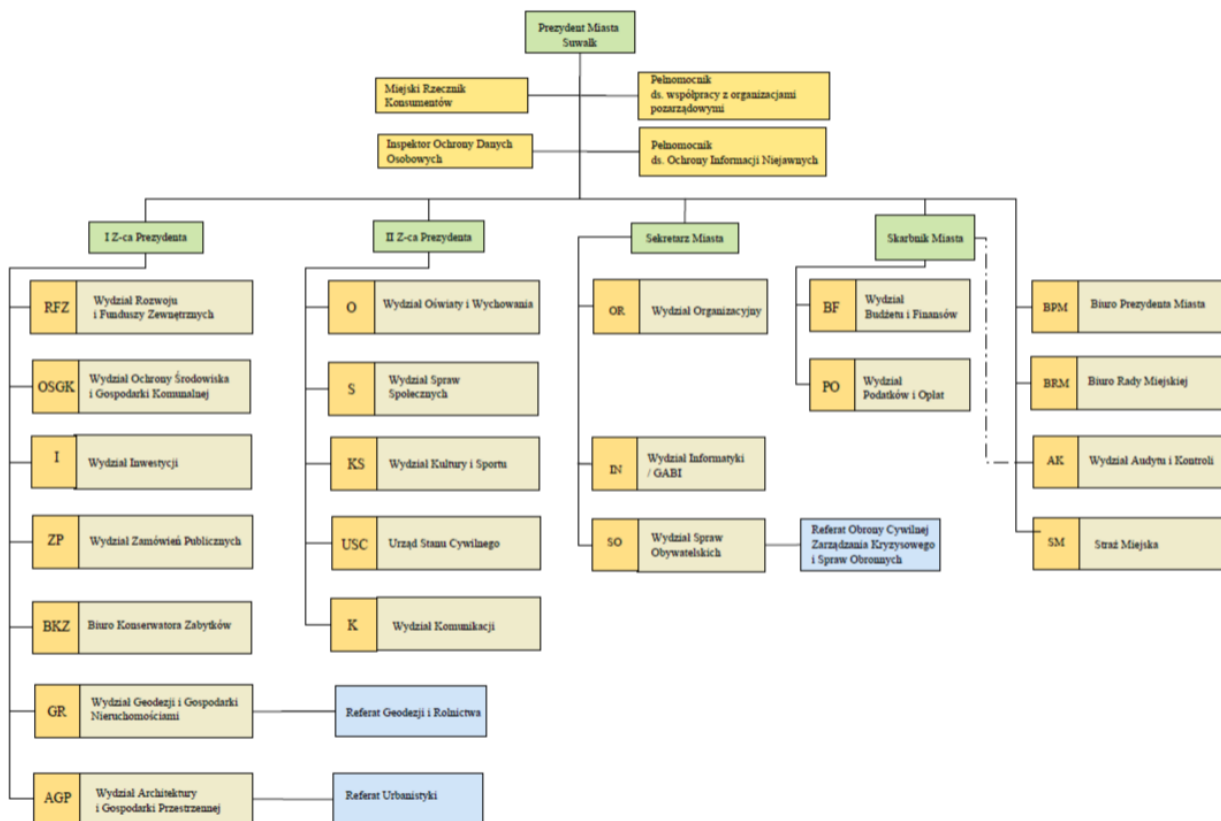 Prezydent Miasta
Suwałk
Miejski Rzecznik
Konsumentów
Pełnomocnik
ds. współpracy z organizacjami
pozarządowymi
Inspektor Ochrony Danych
Osobowych
Pełnomocnik
ds. Ochrony Informacji Niejawnych
I Z-ca Prezydenta
II Z-ca Prezydenta
Sekretarz Miasta
Skarbnik Miasta
RFZ
Wydział Rozwoju
i Funduszy Zewnętrznych
OSGK
Wydział Ochrony Środowiska
i Gospodarki Komunalnej
I
Wydział Inwestycji
ZP
Wydział Zamówień Publicznych
BKZ
Biuro Konserwatora Zabytków
GR
Wydział Geodezji i Gospodarki
Nieruchomościami
Referat Geodezji i Rolnictwa
AGP
Wydział Architektury
i Gospodarki Przestrzennej
Referat Urbanistyki
O
Wydział Oświaty i Wychowania
S
Wydział Spraw
Społecznych
KS
Wydział Kultury i Sportu
USC
Urząd Stanu Cywilnego
K
Wydział Komunikacji
OR
Wydział Organizacyjny
IN
Wydział Informatyki
/ GABI
SO
Wydział Spraw
Obywatelskich
Referat Obrony Cywilnej
Zarządzania Kryzysowego
i Spraw Obronnych
BF
Wydział
Budżetu i Finansów
PO
Wydział
Podatków i Opłat
BPM
Biuro Prezydenta Miasta
BRM
Biuro Rady Miejskiej
AK
Wydział Audytu i Kontroli
SM
Straż Miejska